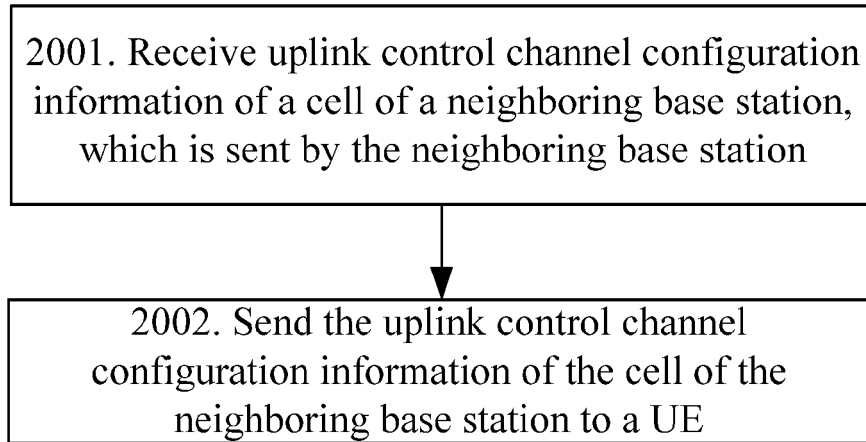 2001. Receive uplink control channel configuration
information of a cell of a neighboring base station,
which is sent by the neighboring base station
2002. Send the uplink control channel
configuration information of the cell of the
neighboring base station to a UE